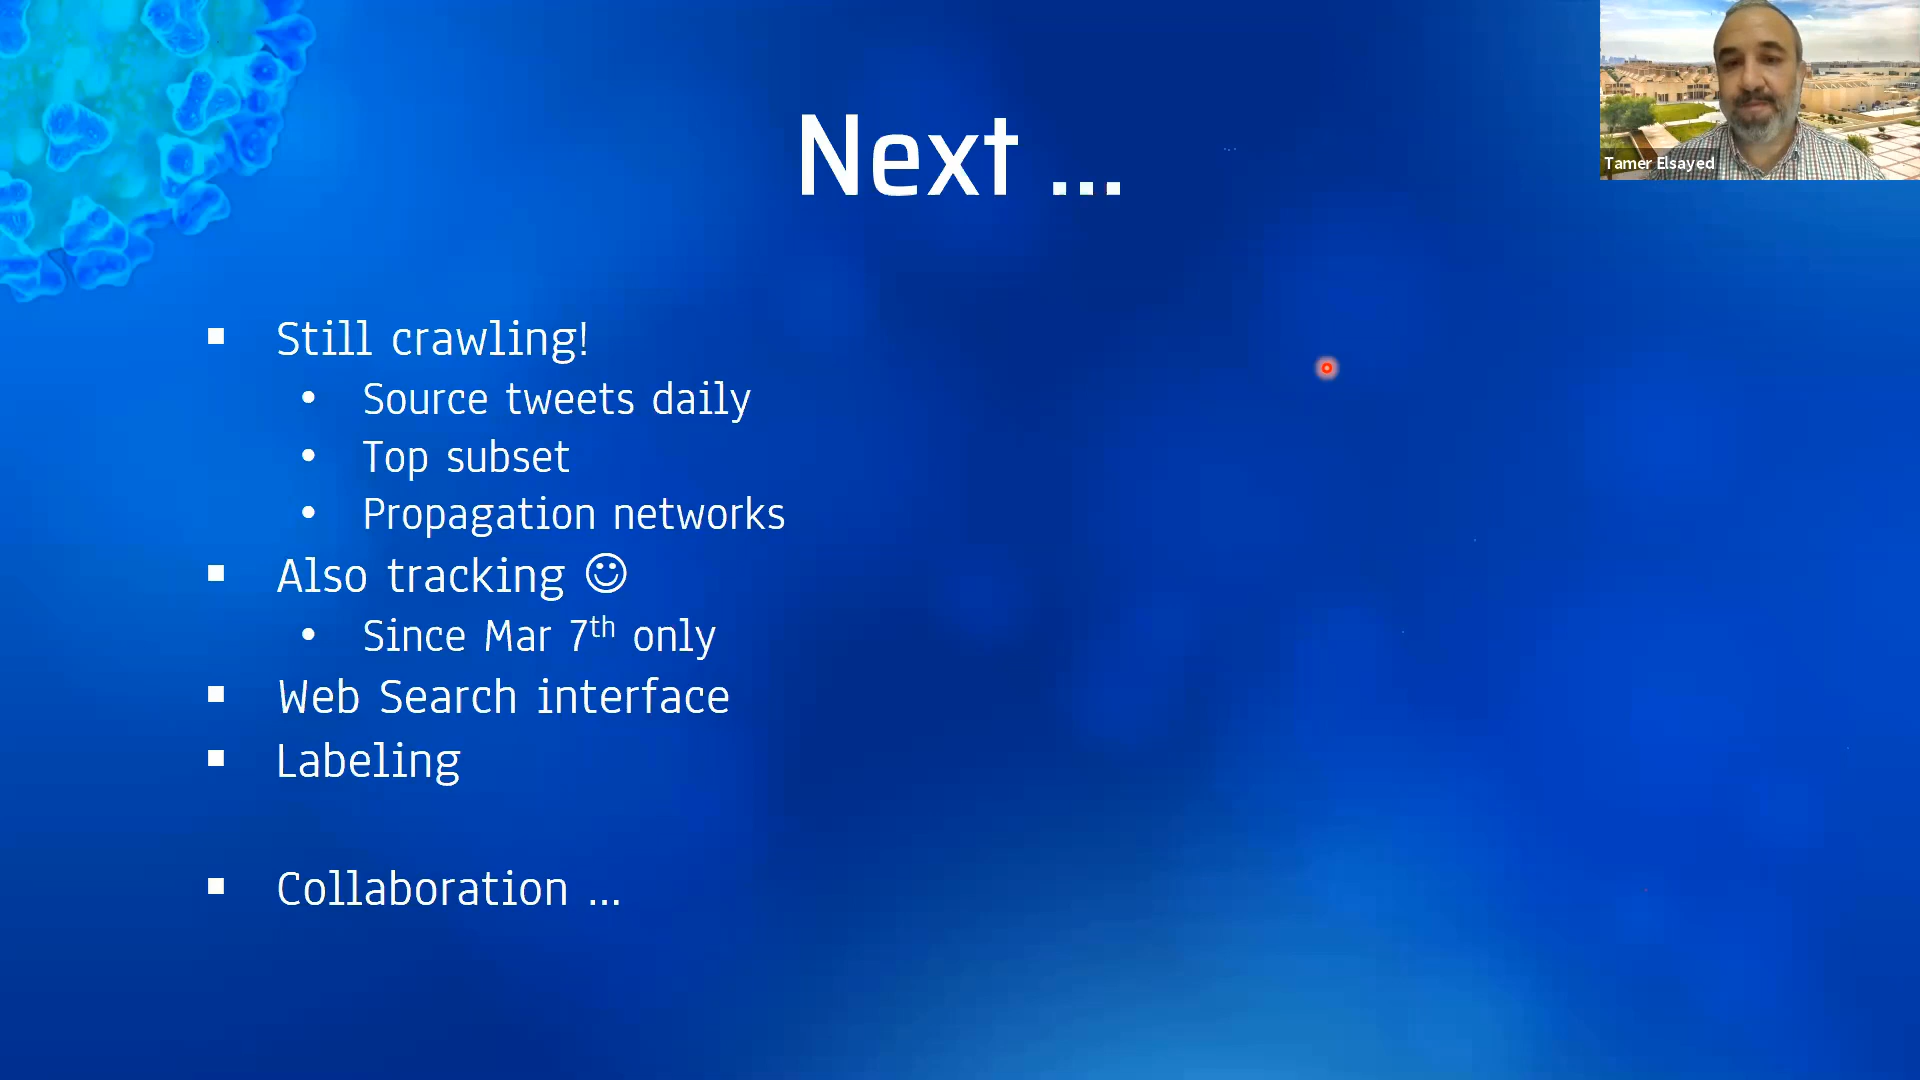 Next ...
Tamer Elsayed
Still crawling!
Source tweets daily
Top subset
Propagation networks
Also tracking ☺
Since Mar 7th only
Web Search interface
Labeling
Collaboration ...